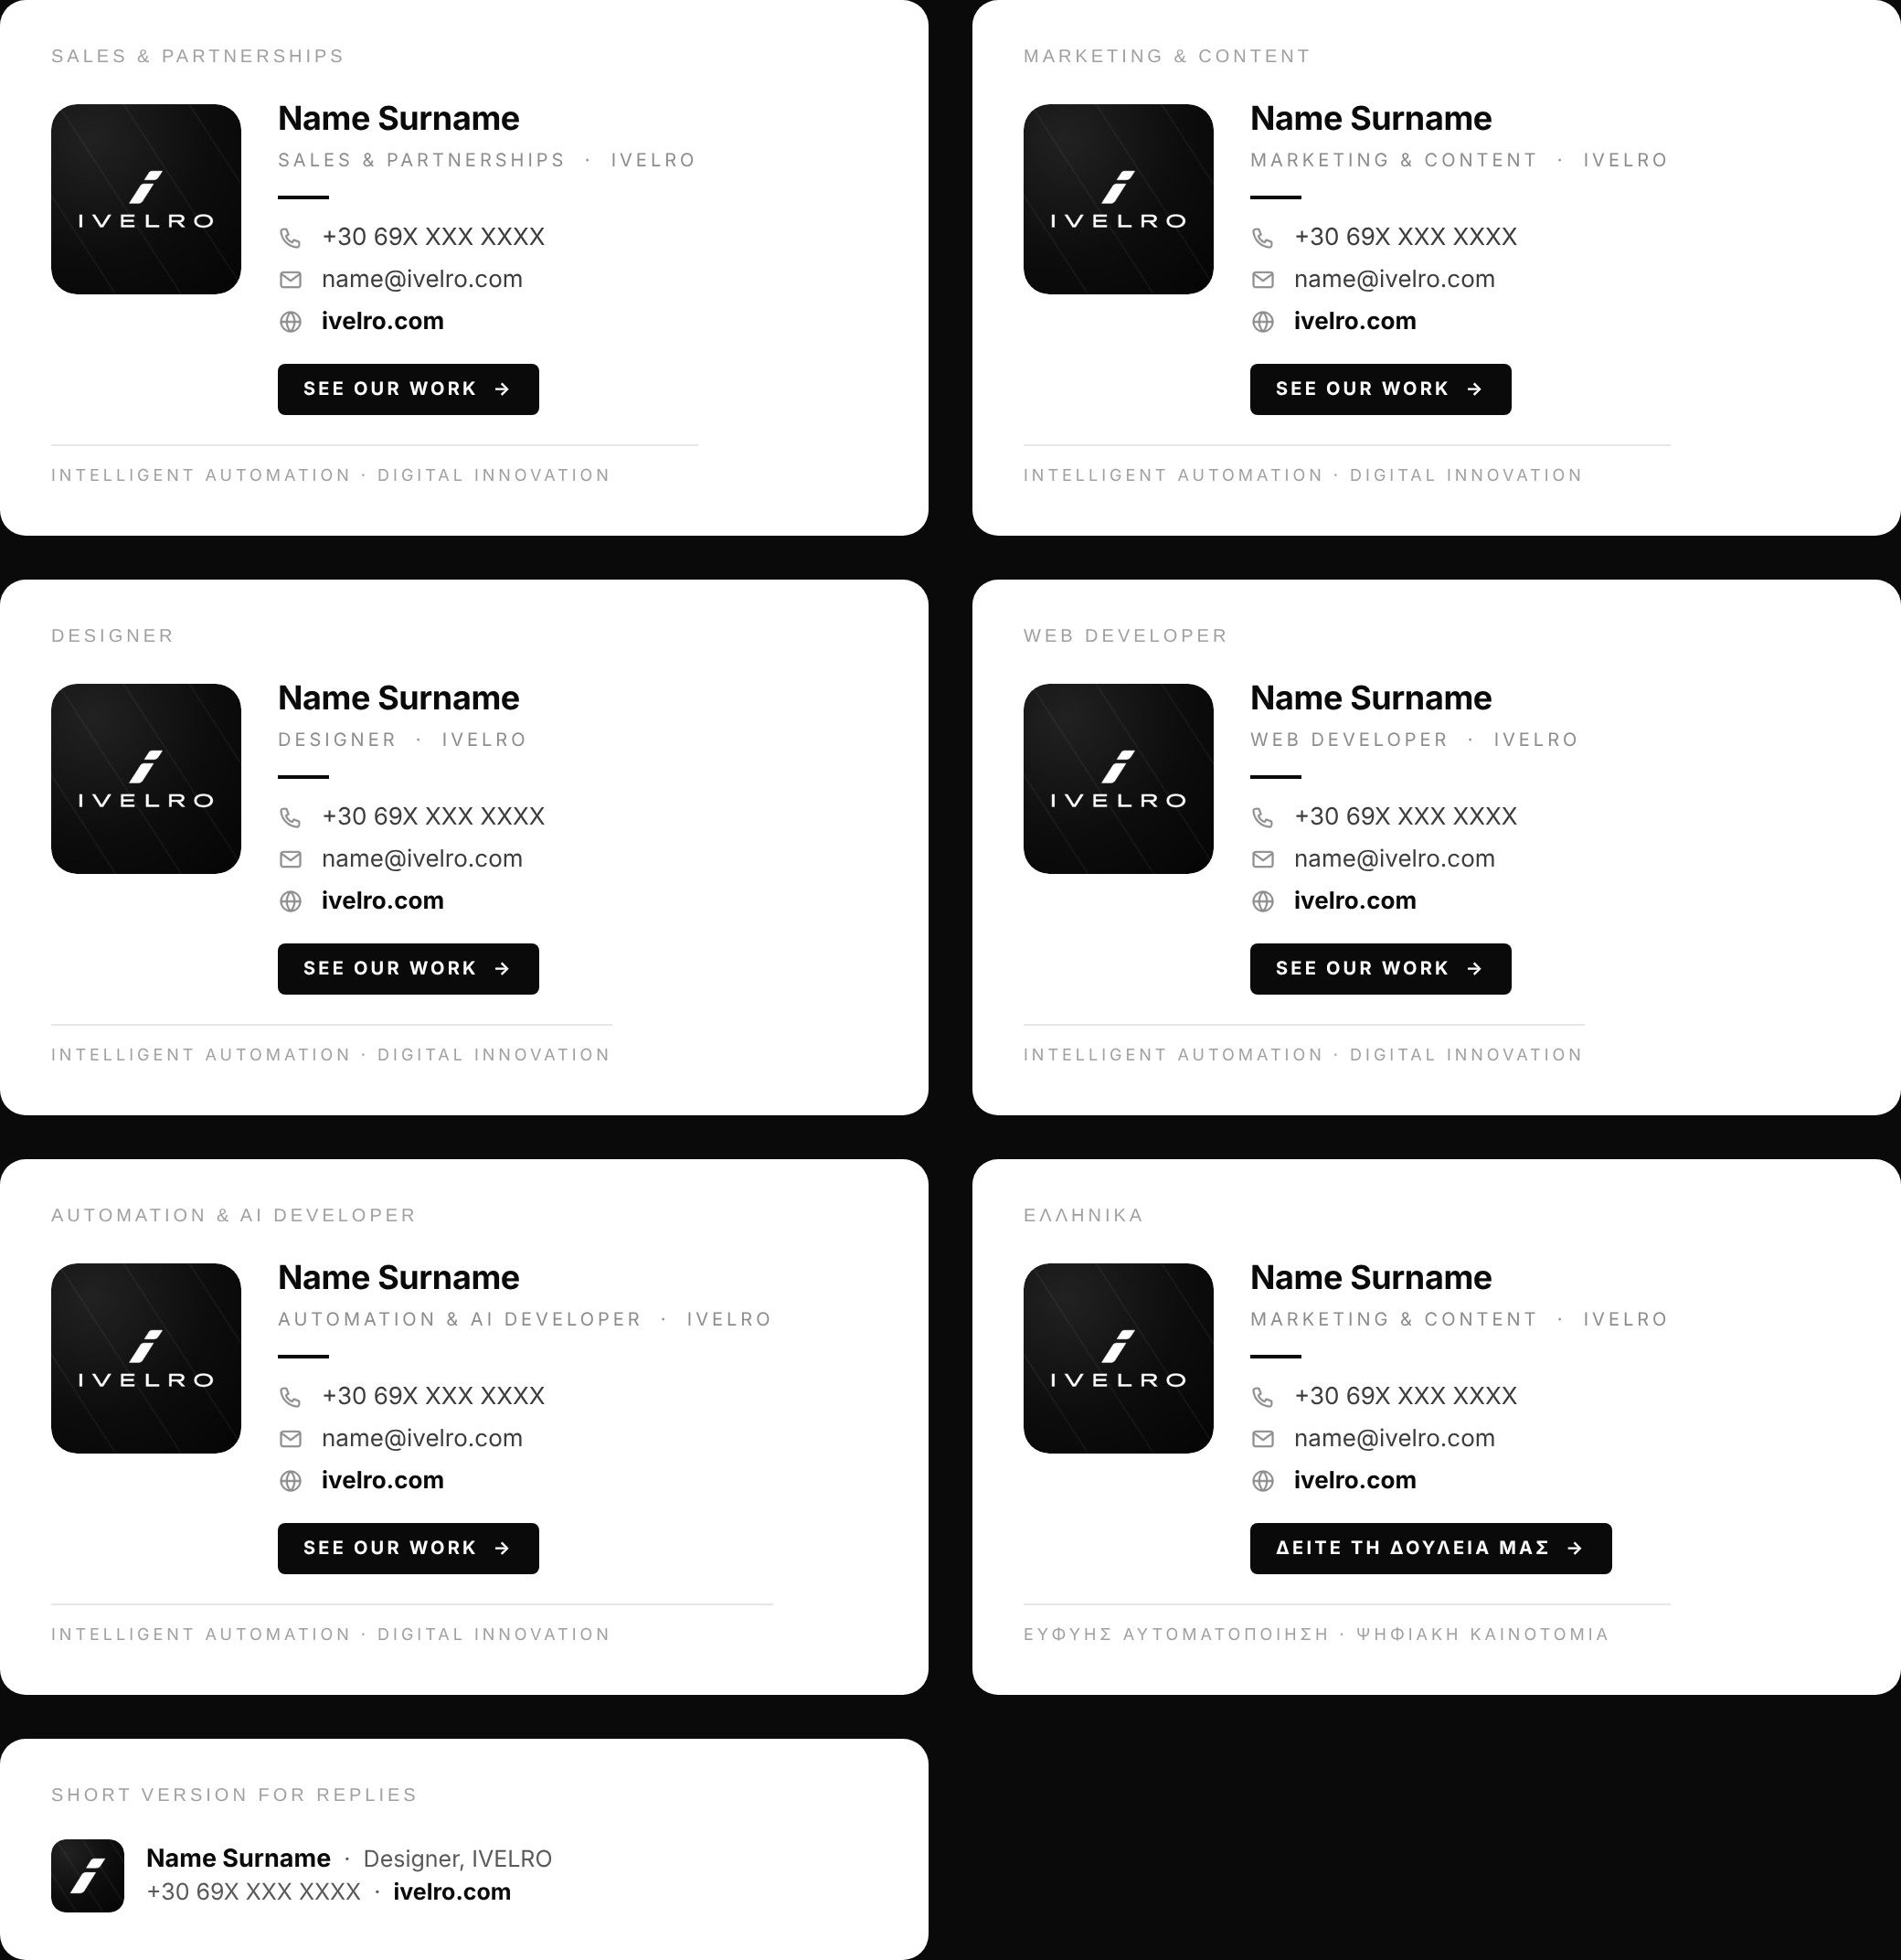 SALES & PARTNERSHIPS
IVELRO
Name Surname
SALES & PARTNERSHIPS · IVELRO
+30 69X XXX XXXX
name@ivelro.com
ivelro.com
SEE OUR WORK →
INTELLIGENT AUTOMATION · DIGITAL INNOVATION
MARKETING & CONTENT
IVELRO
Name Surname
MARKETING & CONTENT · IVELRO
+30 69X XXX XXXX
name@ivelro.com
ivelro.com
SEE OUR WORK →
INTELLIGENT AUTOMATION · DIGITAL INNOVATION
DESIGNER
IVELRO
Name Surname
DESIGNER · IVELRO
+30 69X XXX XXXX
name@ivelro.com
ivelro.com
SEE OUR WORK →
INTELLIGENT AUTOMATION · DIGITAL INNOVATION
WEB DEVELOPER
IVELRO
Name Surname
WEB DEVELOPER · IVELRO
+30 69X XXX XXXX
name@ivelro.com
ivelro.com
SEE OUR WORK →
INTELLIGENT AUTOMATION · DIGITAL INNOVATION
AUTOMATION & AI DEVELOPER
IVELRO
Name Surname
AUTOMATION & AI DEVELOPER · IVELRO
+30 69X XXX XXXX
name@ivelro.com
ivelro.com
SEE OUR WORK →
INTELLIGENT AUTOMATION · DIGITAL INNOVATION
ΕΛΛΗΝΙΚΑ
IVELRO
Name Surname
MARKETING & CONTENT · IVELRO
+30 69X XXX XXXX
name@ivelro.com
ivelro.com
ΔΕΙΤΕ ΤΗ ΔΟΥΛΕΙΑ ΜΑΣ →
ΕΥΦΥΗΣ ΑΥΤΟΜΑΤΟΠΟΙΗΣΗ · ΨΗΦΙΑΚΗ ΚΑΙΝΟΤΟΜΙΑ
SHORT VERSION FOR REPLIES
Name Surname · Designer, IVELRO
+30 69X XXX XXXX · ivelro.com